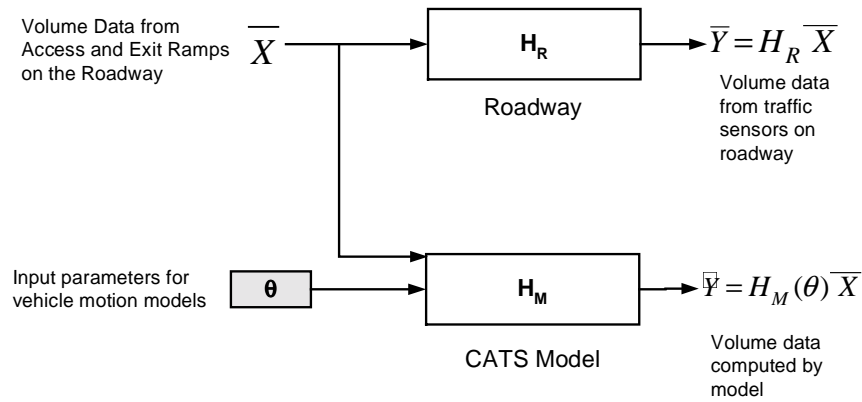 Volume Data from
Access and Exit Ramps
on the Roadway
X̅
H_R
Roadway
Y̅ = H_R X̅
Volume data
from traffic
sensors on
roadway
Input parameters for
vehicle motion models
θ
H_M
CATS Model
Y = H_M(θ) X̅
Volume data
computed by
model